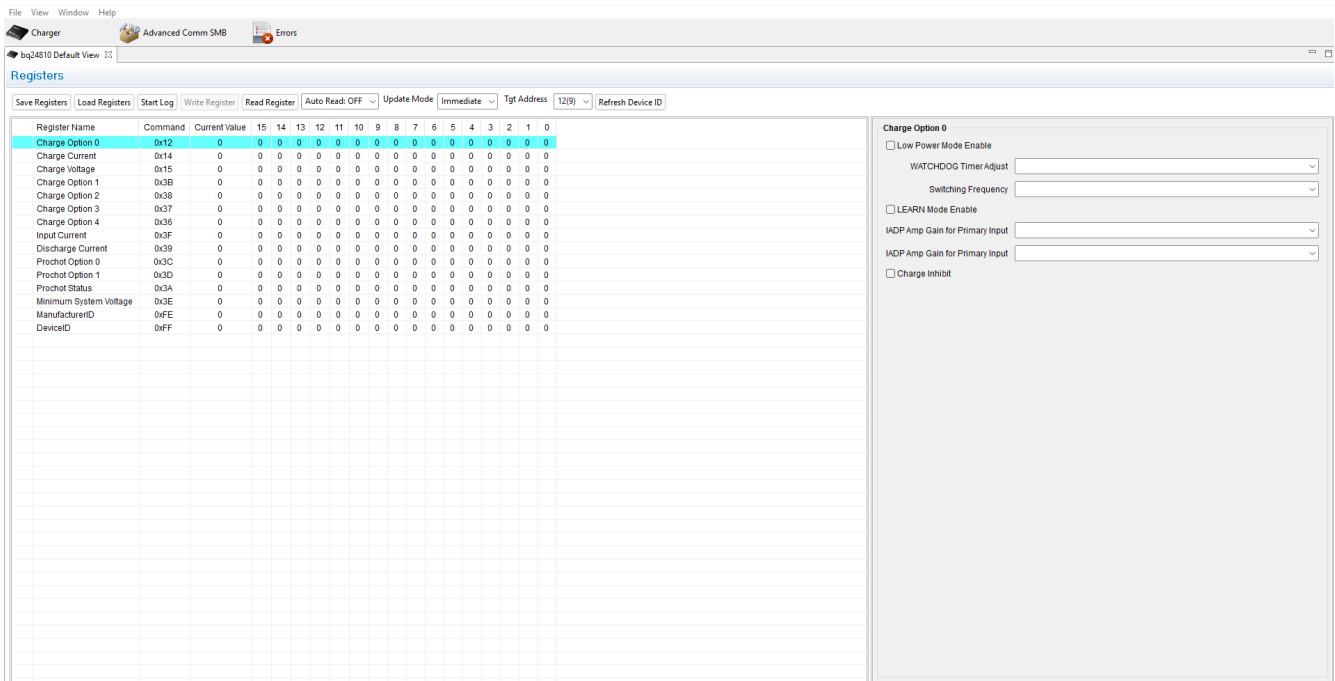 File View Window Help
Charger Advanced Comm SMB Errors
bq24810 Default View
Registers
Save Registers Load Registers Start Log Write Register Read Register Auto Read: OFF Update Mode Immediate Tgt Address 12(9) Refresh Device ID
Register Name Command Current Value 15 14 13 12 11 10 9 8 7 6 5 4 3 2 1 0
Charge Option 0 0x12 0 0 0 0 0 0 0 0 0 0 0 0 0 0 0 0 0
Charge Current 0x14 0 0 0 0 0 0 0 0 0 0 0 0 0 0 0 0 0
Charge Voltage 0x15 0 0 0 0 0 0 0 0 0 0 0 0 0 0 0 0 0
Charge Option 1 0x3B 0 0 0 0 0 0 0 0 0 0 0 0 0 0 0 0 0
Charge Option 2 0x38 0 0 0 0 0 0 0 0 0 0 0 0 0 0 0 0 0
Charge Option 3 0x37 0 0 0 0 0 0 0 0 0 0 0 0 0 0 0 0 0
Charge Option 4 0x36 0 0 0 0 0 0 0 0 0 0 0 0 0 0 0 0 0
Input Current 0x3F 0 0 0 0 0 0 0 0 0 0 0 0 0 0 0 0 0
Discharge Current 0x39 0 0 0 0 0 0 0 0 0 0 0 0 0 0 0 0 0
Prochot Option 0 0x3C 0 0 0 0 0 0 0 0 0 0 0 0 0 0 0 0 0
Prochot Option 1 0x3D 0 0 0 0 0 0 0 0 0 0 0 0 0 0 0 0 0
Prochot Status 0x3A 0 0 0 0 0 0 0 0 0 0 0 0 0 0 0 0 0
Minimum System Voltage 0x3E 0 0 0 0 0 0 0 0 0 0 0 0 0 0 0 0 0
ManufacturerID 0xFE 0 0 0 0 0 0 0 0 0 0 0 0 0 0 0 0 0
DeviceID 0xFF 0 0 0 0 0 0 0 0 0 0 0 0 0 0 0 0 0
Charge Option 0
Low Power Mode Enable
WATCHDOG Timer Adjust
Switching Frequency
LEARN Mode Enable
IADP Amp Gain for Primary Input
IADP Amp Gain for Primary Input
Charge Inhibit